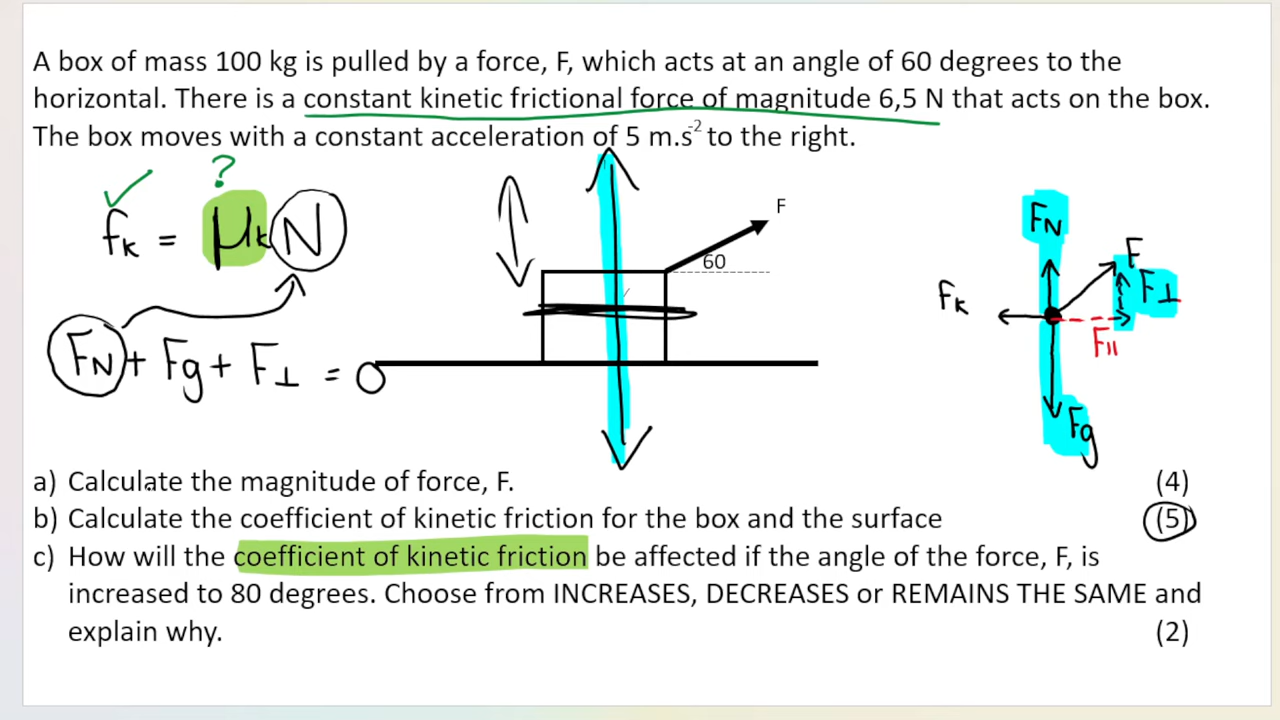 A box of mass 100 kg is pulled by a force, F, which acts at an angle of 60 degrees to the
horizontal. There is a constant kinetic frictional force of magnitude 6,5 N that acts on the box.
The box moves with a constant acceleration of 5 m.s⁻² to the right.
?
fk = μk N
FN + Fg + F⊥ = 0
F
60
FN
F
F⊥
Fk
F||
Fg
a) Calculate the magnitude of force, F. (4)
b) Calculate the coefficient of kinetic friction for the box and the surface (5)
c) How will the coefficient of kinetic friction be affected if the angle of the force, F, is
increased to 80 degrees. Choose from INCREASES, DECREASES or REMAINS THE SAME and
explain why. (2)